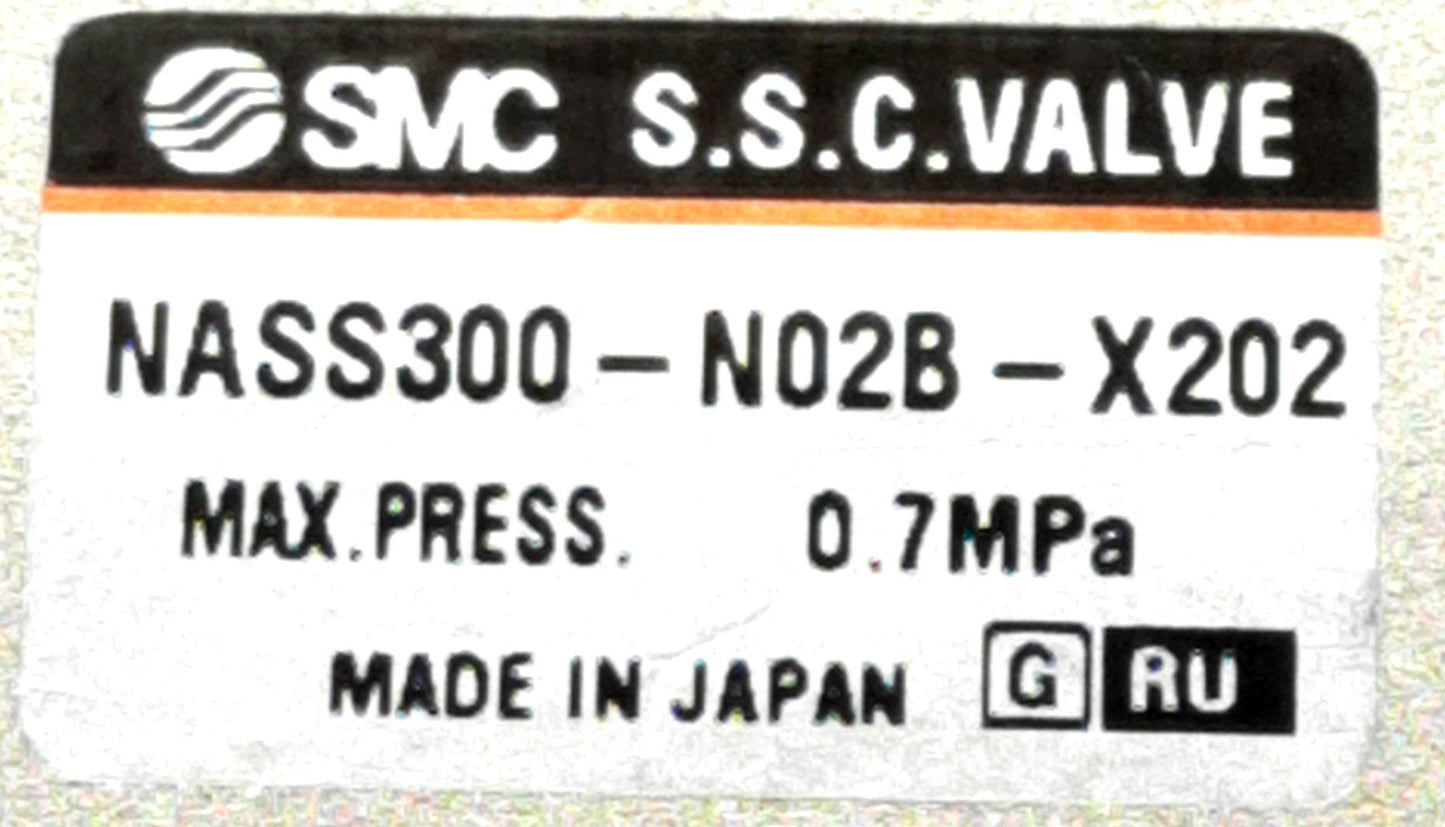 SMC S.S.C.VALVE
NASS300-N02B-X202
MAX.PRESS. 0.7MPa
MADE IN JAPAN G RU